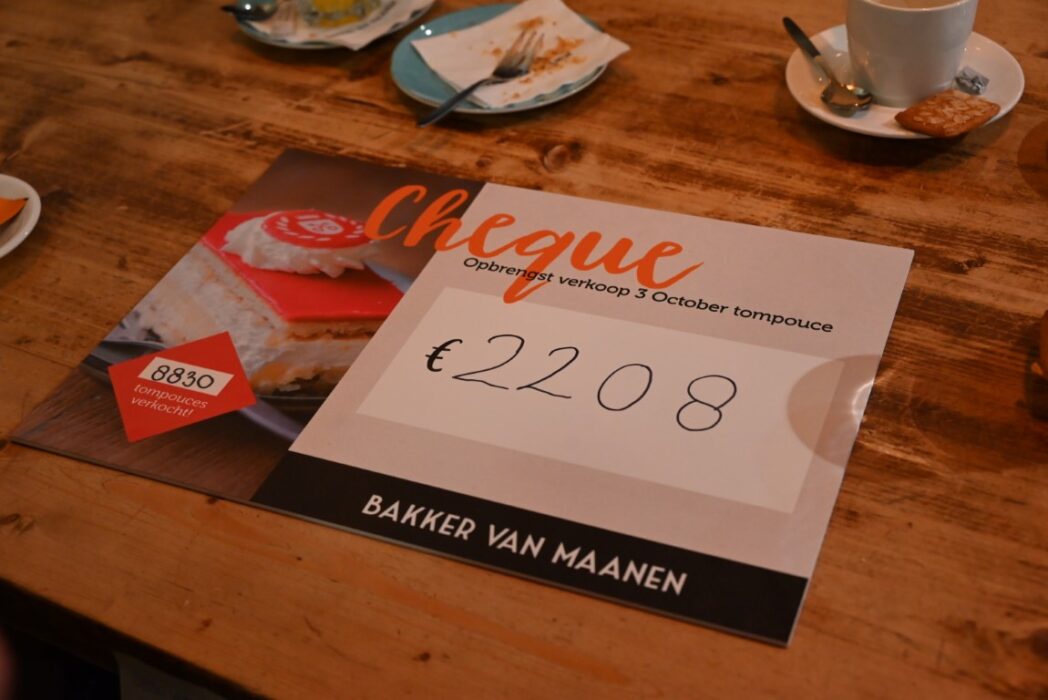 Cheque
Opbrengst verkoop 3 October tompouce
€2208
8830
tompouces
verkocht!
BAKKER VAN MAANEN